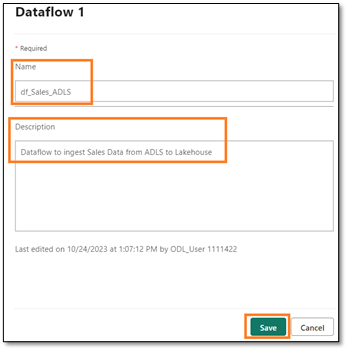 Dataflow 1
* Required
Name
df_Sales_ADLS
Description
Dataflow to ingest Sales Data from ADLS to Lakehouse
Last edited on 10/24/2023 at 1:07:12 PM by ODL_User 1111422
Save Cancel